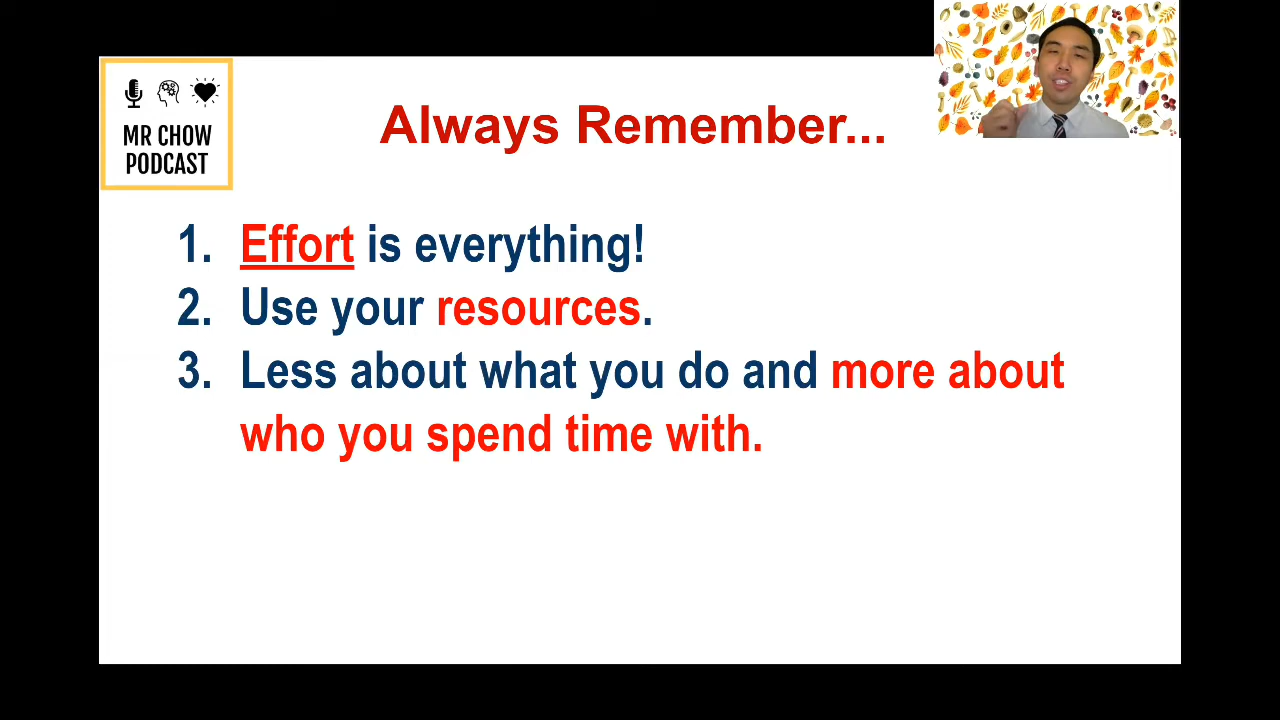 MR CHOW
PODCAST
Always Remember...
1. Effort is everything!
2. Use your resources.
3. Less about what you do and more about
who you spend time with.